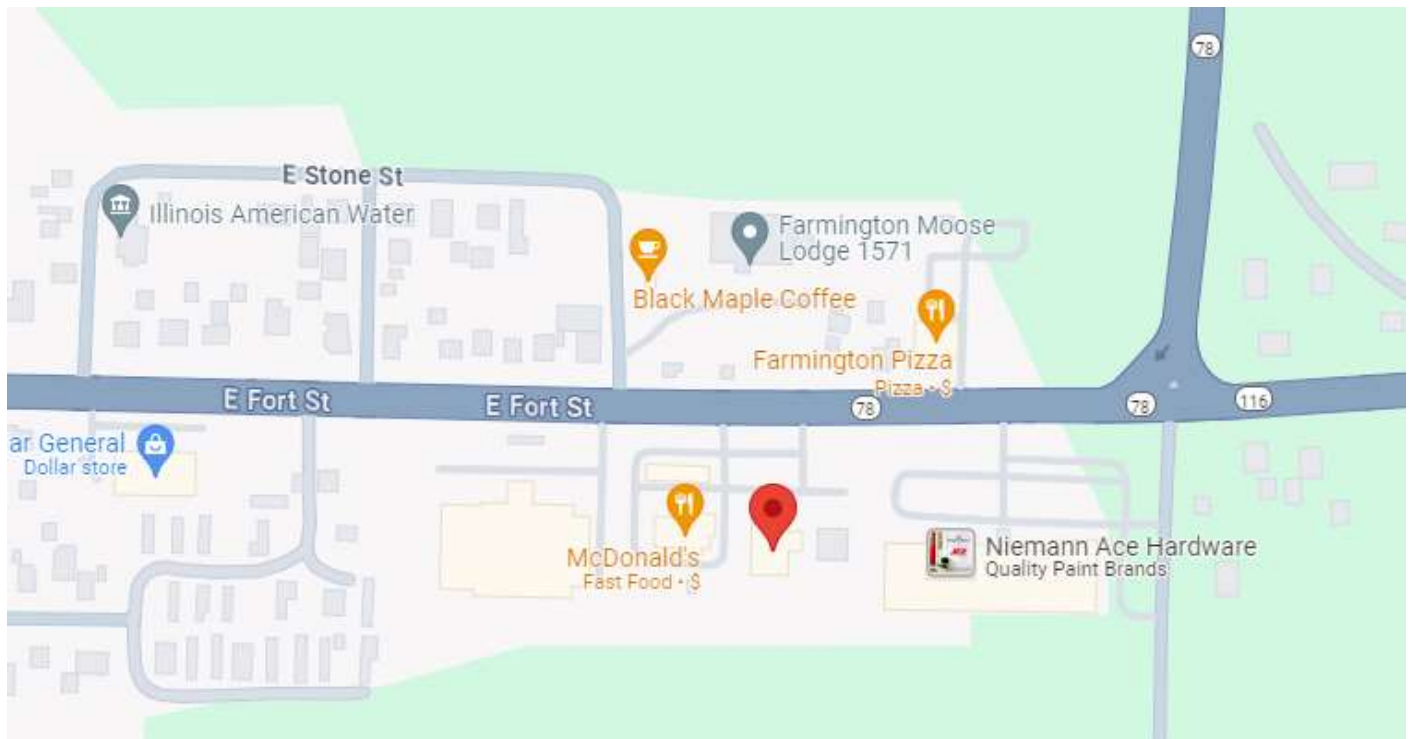 78
E Stone St
Illinois American Water
Farmington Moose
Lodge 1571
Black Maple Coffee
Farmington Pizza
Pizza • $
E Fort St
E Fort St
78
78
116
ar General
Dollar store
McDonald's
Fast Food • $
Niemann Ace Hardware
Quality Paint Brands